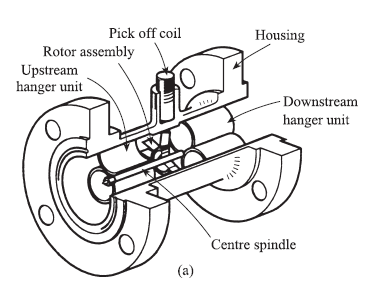 Pick off coil
Rotor assembly
Housing
Upstream
hanger unit
Downstream
hanger unit
Centre spindle
(a)